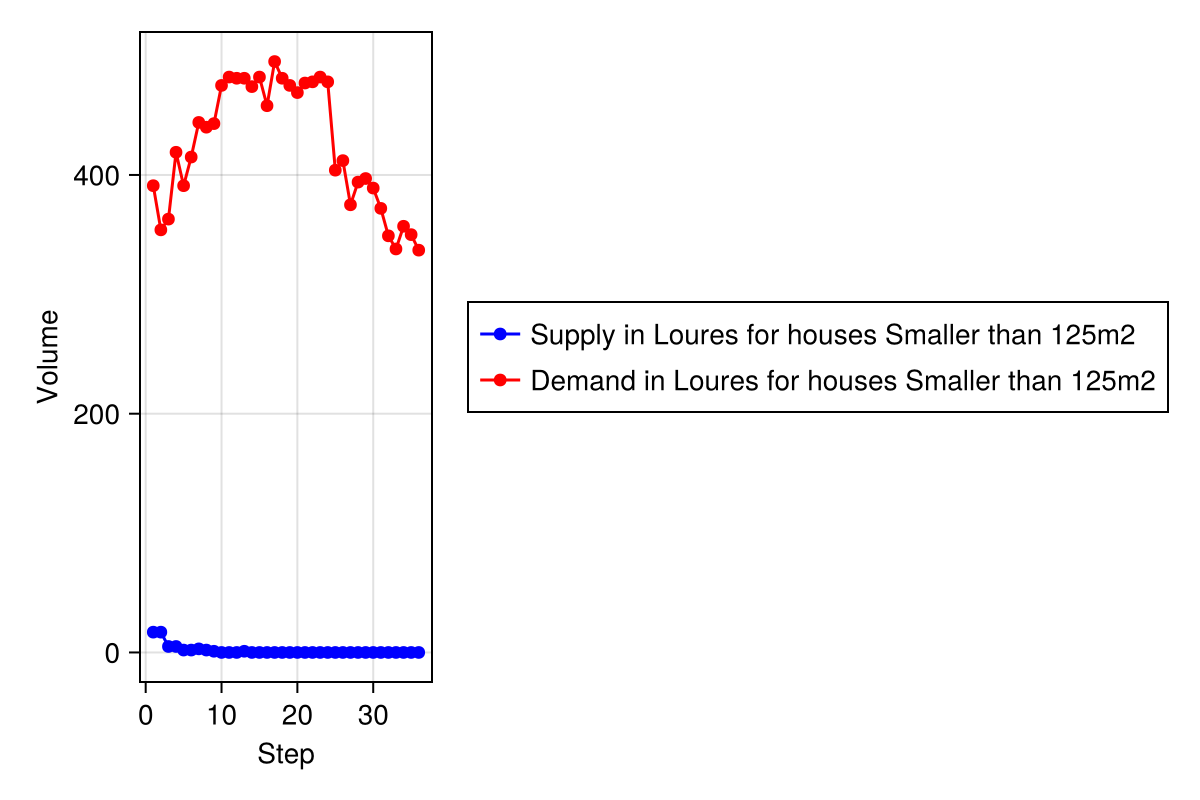 400
200
0
Volume
0 10 20 30
Step
Supply in Loures for houses Smaller than 125m2
Demand in Loures for houses Smaller than 125m2